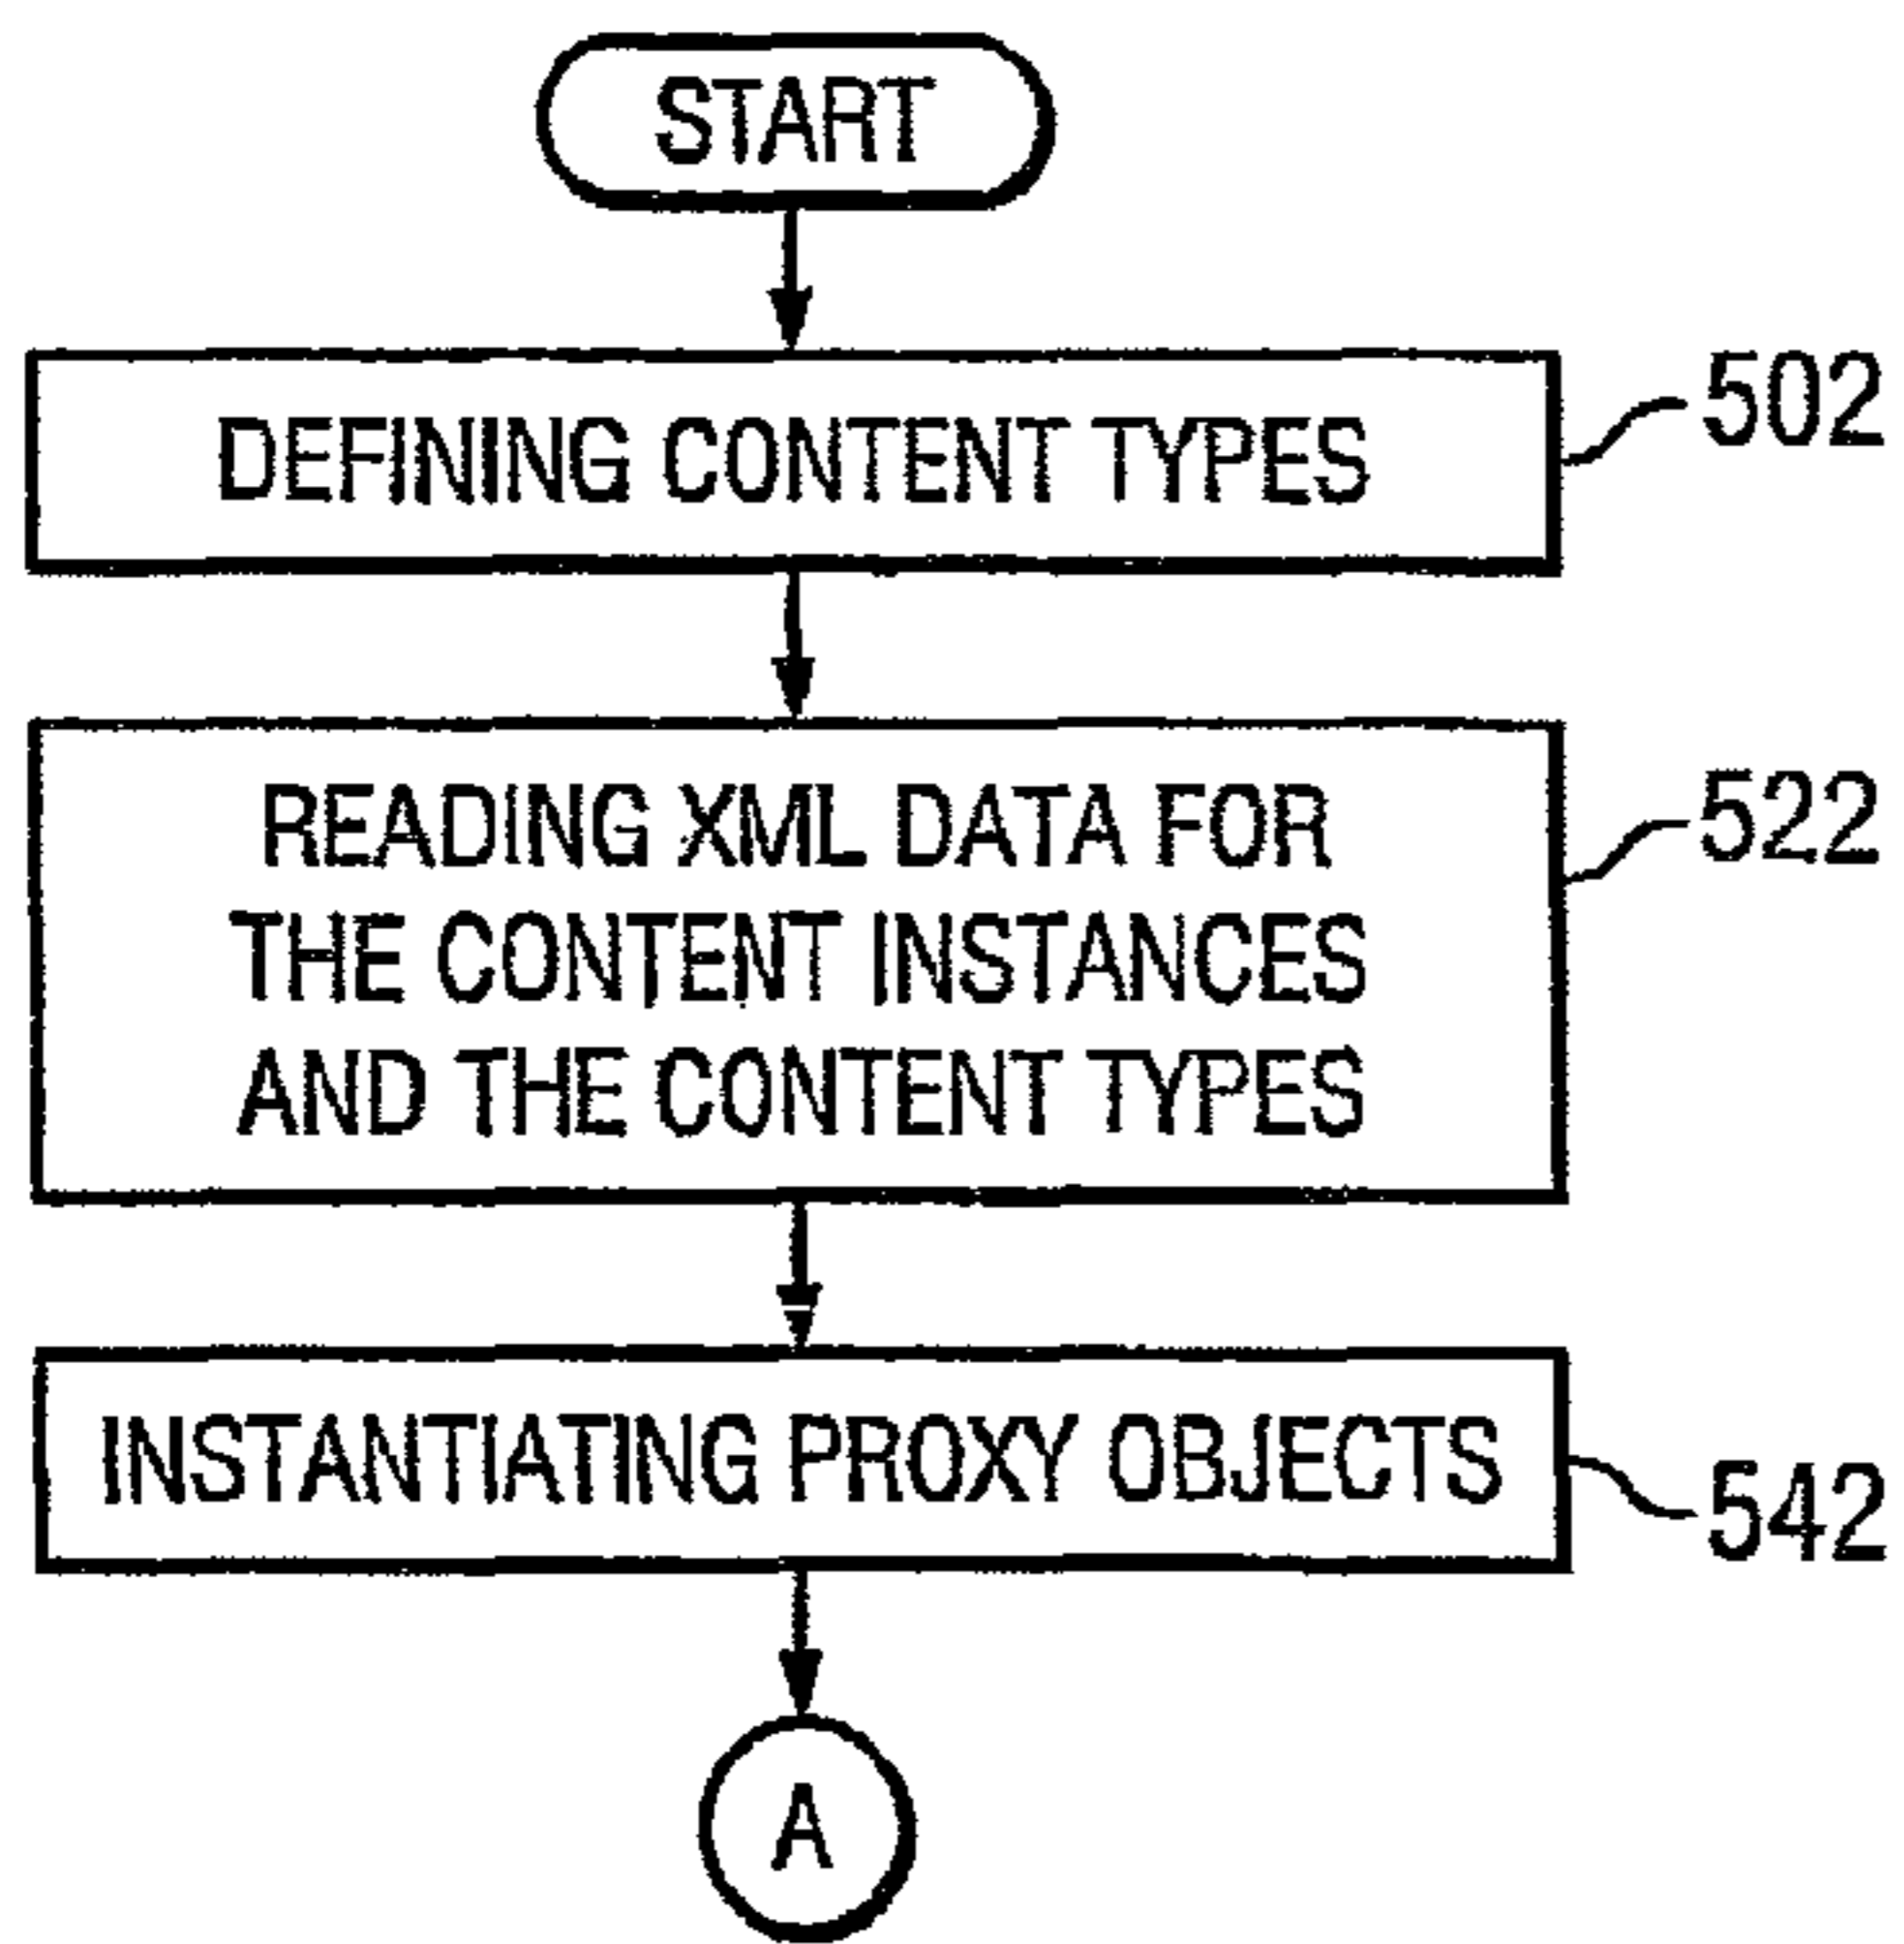 START
DEFINING CONTENT TYPES
502
READING XML DATA FOR
THE CONTENT INSTANCES
AND THE CONTENT TYPES
522
INSTANTIATING PROXY OBJECTS
542
A